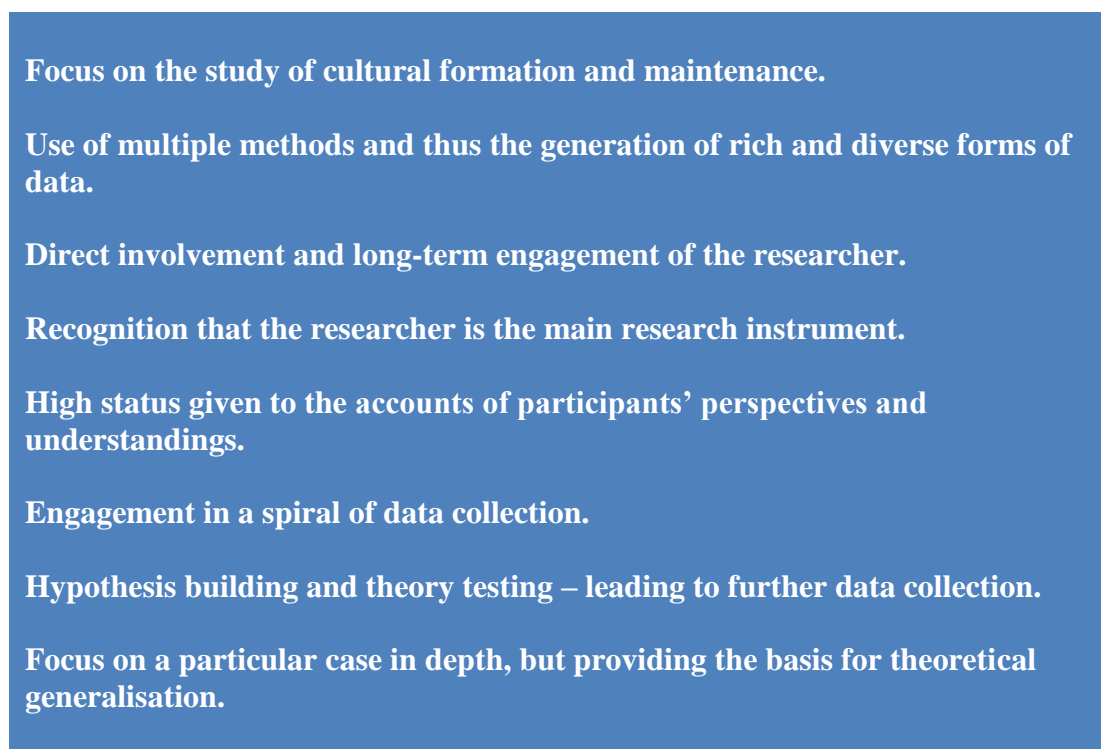 Focus on the study of cultural formation and maintenance.
Use of multiple methods and thus the generation of rich and diverse forms of
data.
Direct involvement and long-term engagement of the researcher.
Recognition that the researcher is the main research instrument.
High status given to the accounts of participants’ perspectives and
understandings.
Engagement in a spiral of data collection.
Hypothesis building and theory testing – leading to further data collection.
Focus on a particular case in depth, but providing the basis for theoretical
generalisation.